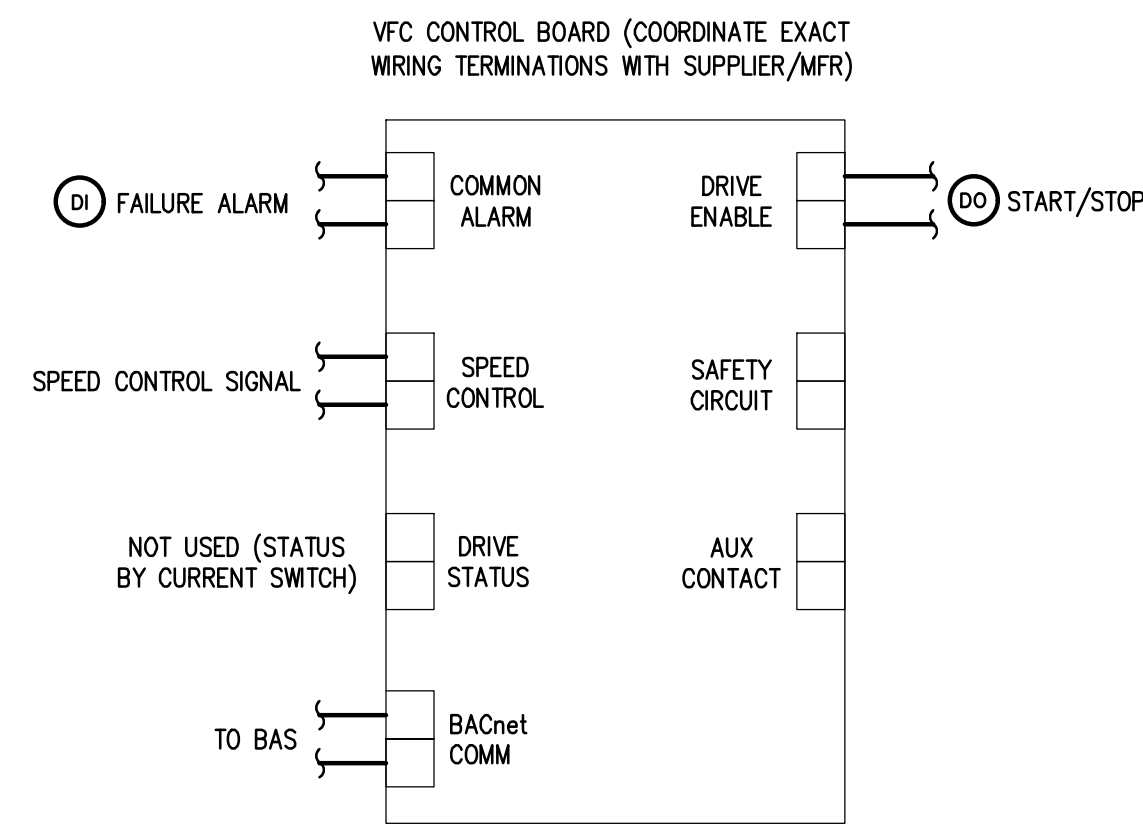 VFC CONTROL BOARD (COORDINATE EXACT
WIRING TERMINATIONS WITH SUPPLIER/MFR)
DI
FAILURE ALARM
COMMON
ALARM
DRIVE
ENABLE
DO
START/STOP
SPEED CONTROL SIGNAL
SPEED
CONTROL
SAFETY
CIRCUIT
NOT USED (STATUS
BY CURRENT SWITCH)
DRIVE
STATUS
AUX
CONTACT
TO BAS
BACnet
COMM